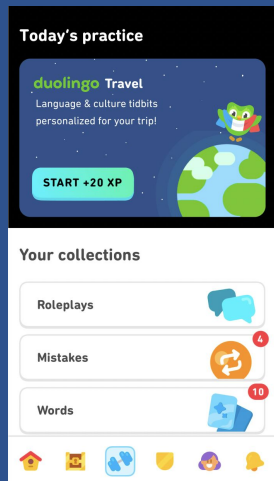 Today's practice
duolingo Travel
Language & culture tidbits
personalized for your trip!
START +20 XP
Your collections
Roleplays
4
Mistakes
10
Words